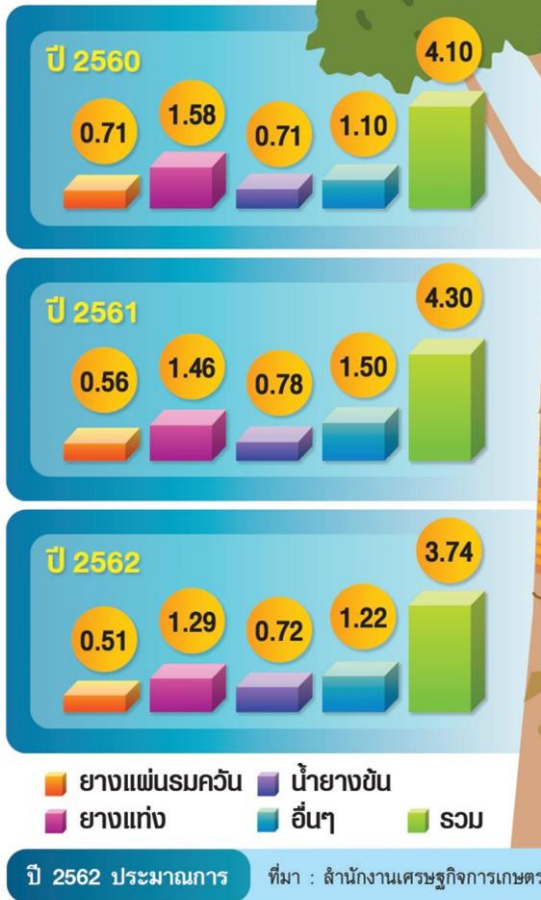 ปี 2560
0.71 1.58 0.71 1.10 4.10
ปี 2561
0.56 1.46 0.78 1.50 4.30
ปี 2562
0.51 1.29 0.72 1.22 3.74
ยางแผ่นรมควัน น้ำยางข้น
ยางแท่ง อื่นๆ รวม
ปี 2562 ประมาณการ ที่มา : สำนักงานเศรษฐกิจการเกษตร